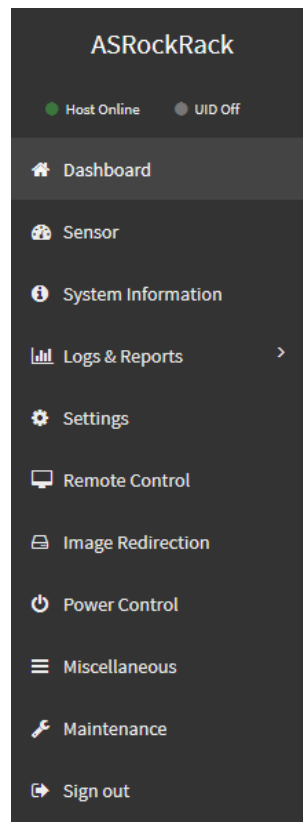 ASRockRack
Host Online UID Off
Dashboard
Sensor
System Information
Logs & Reports
Settings
Remote Control
Image Redirection
Power Control
Miscellaneous
Maintenance
Sign out